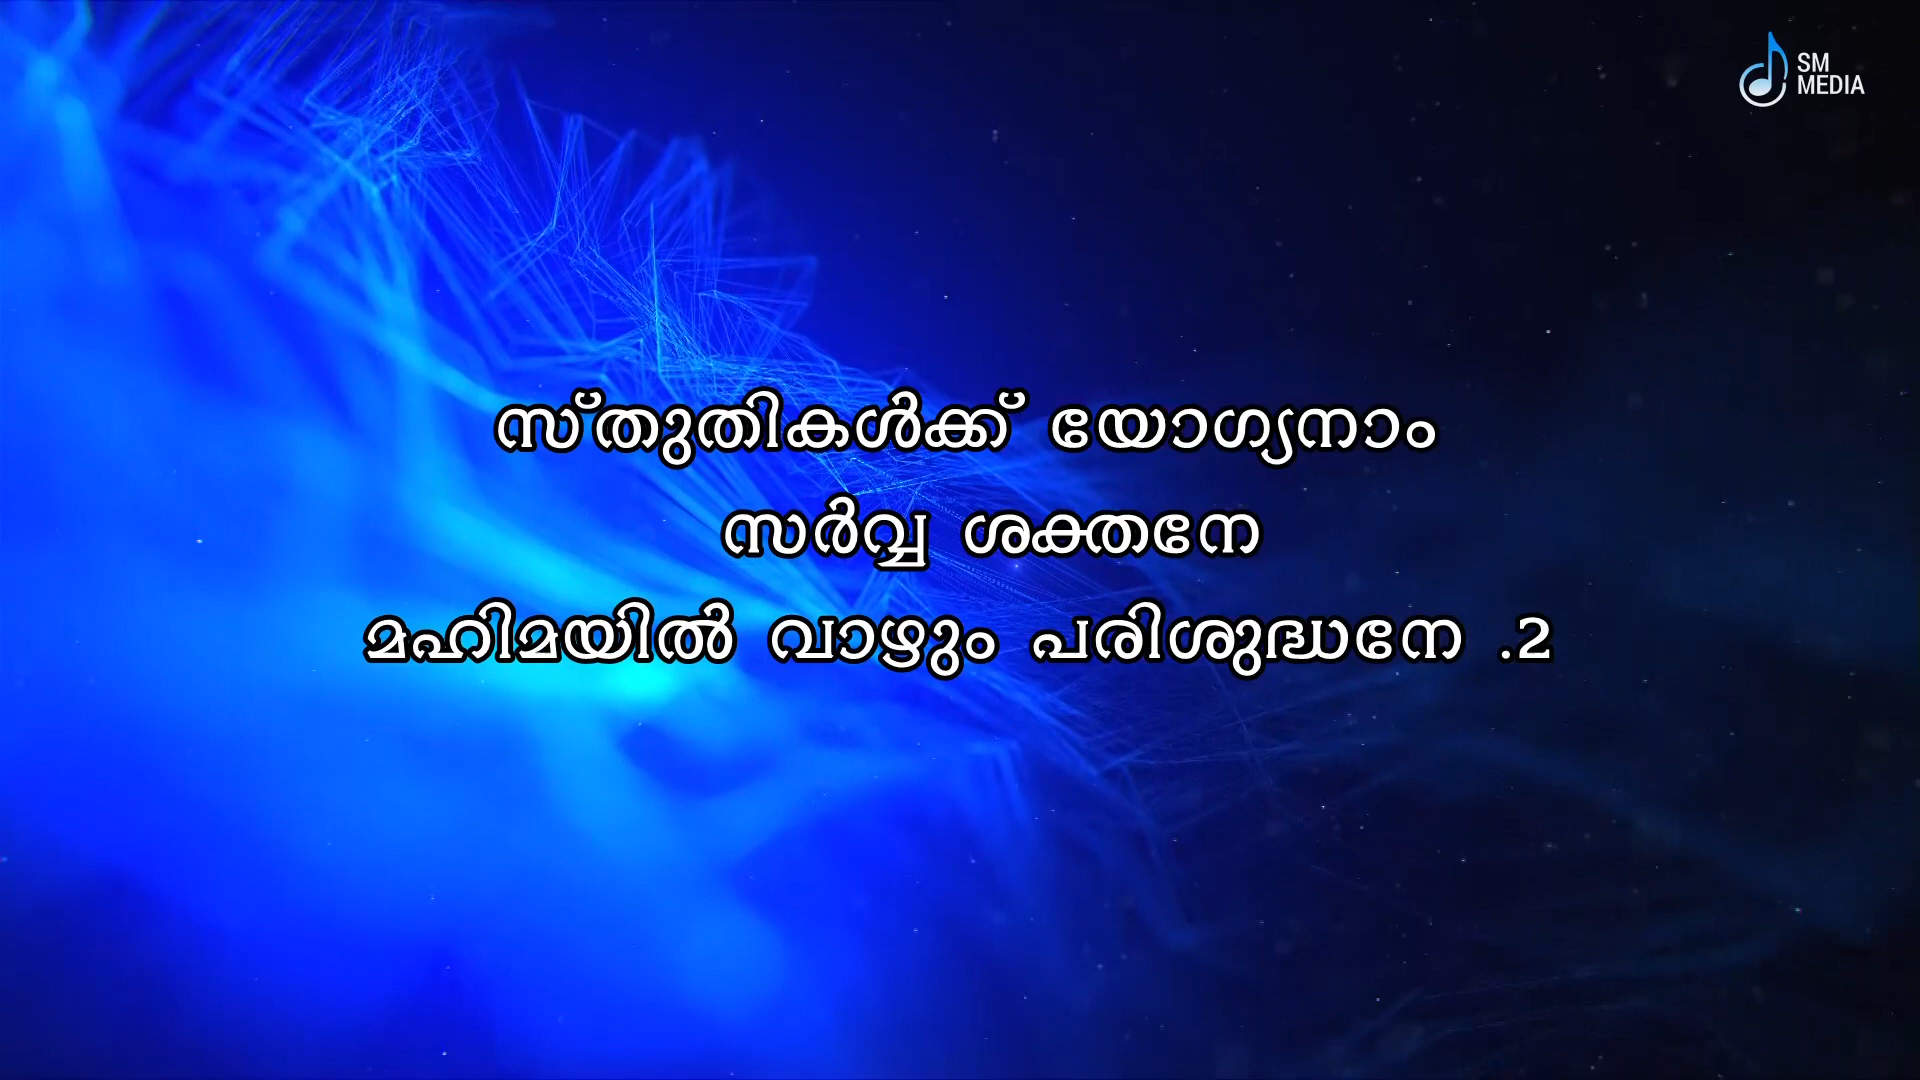 SM
MEDIA
സ്തുതികൾക്ക് യോഗ്യനാം
സർവ്വ ശക്തനേ
മഹിമയിൽ വാഴും പരിശുദ്ധനേ .2